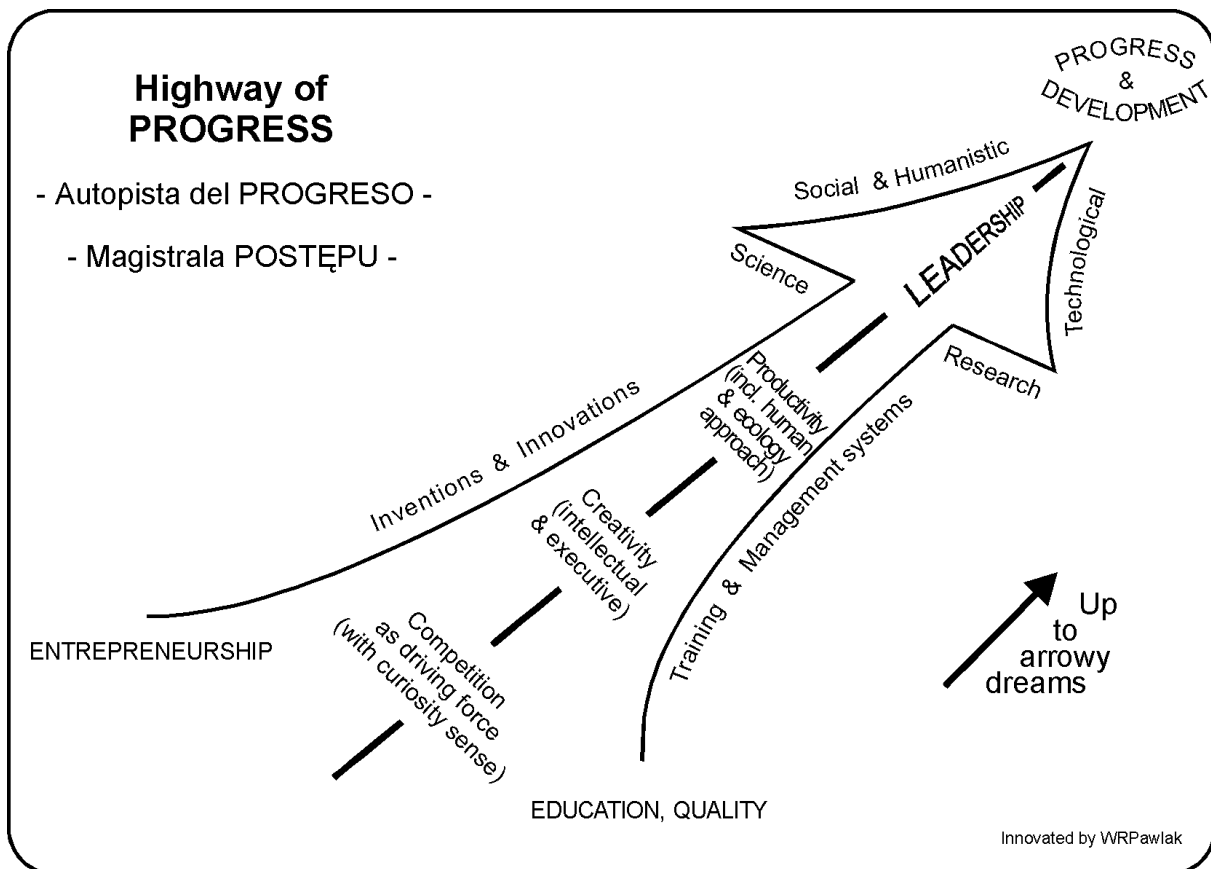 Highway of
PROGRESS
- Autopista del PROGRESO -
- Magistrala POSTĘPU -
PROGRESS
&
DEVELOPMENT
Social & Humanistic
Science
LEADERSHIP
Technological
Research
Inventions & Innovations
Productivity
(incl. human
& ecology
approach)
Training & Management systems
Creativity
(intellectual
& executive)
Competition
as driving force
(with curiosity sense)
ENTREPRENEURSHIP
EDUCATION, QUALITY
Up
to
arrowy
dreams
Innovated by WRPawlak